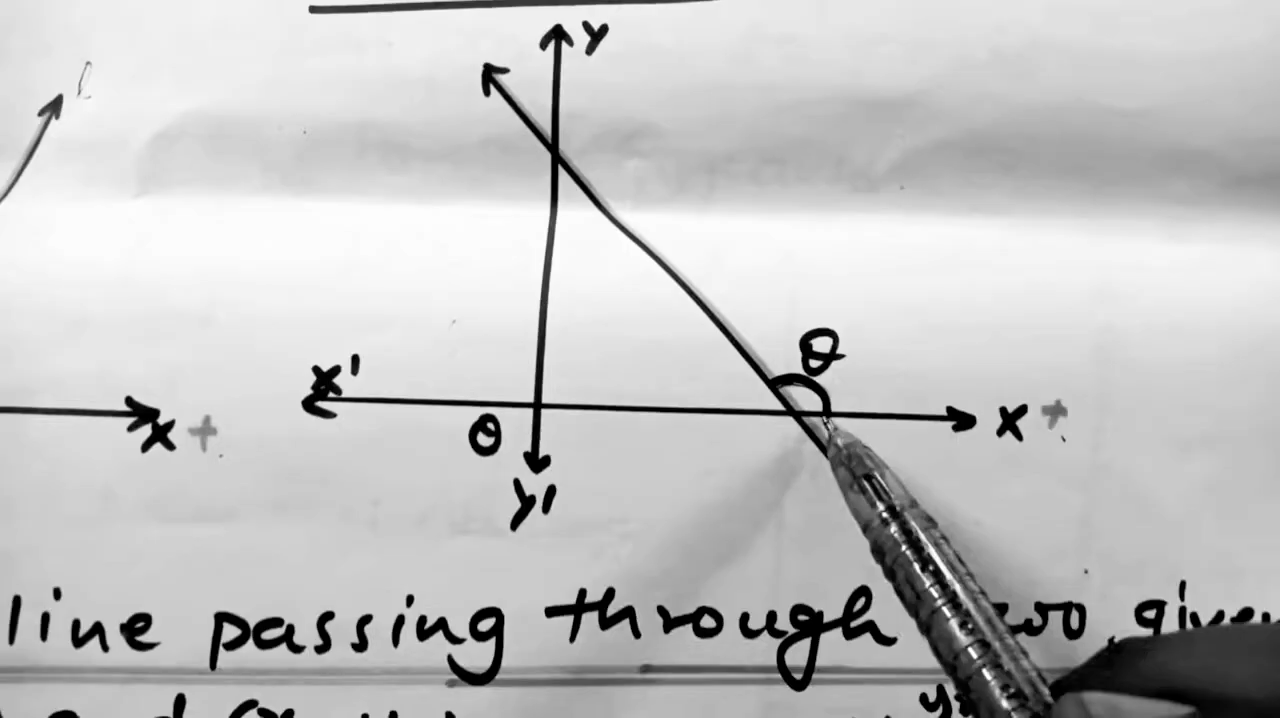 l
Y
X'
θ
X +
X +
O
Y'
line passing through two given